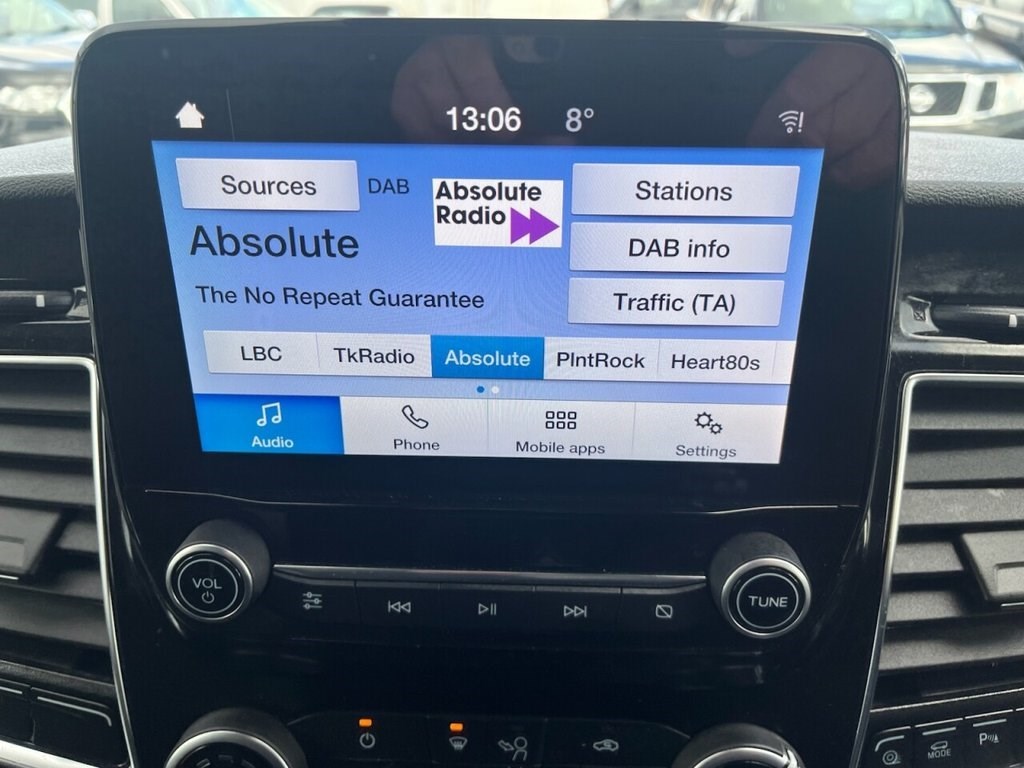 13:06 8°
Sources DAB
Absolute
Radio
Stations
Absolute
DAB info
The No Repeat Guarantee
Traffic (TA)
LBC TkRadio Absolute PlntRock Heart80s
Audio Phone Mobile apps Settings
VOL
TUNE
MODE
P